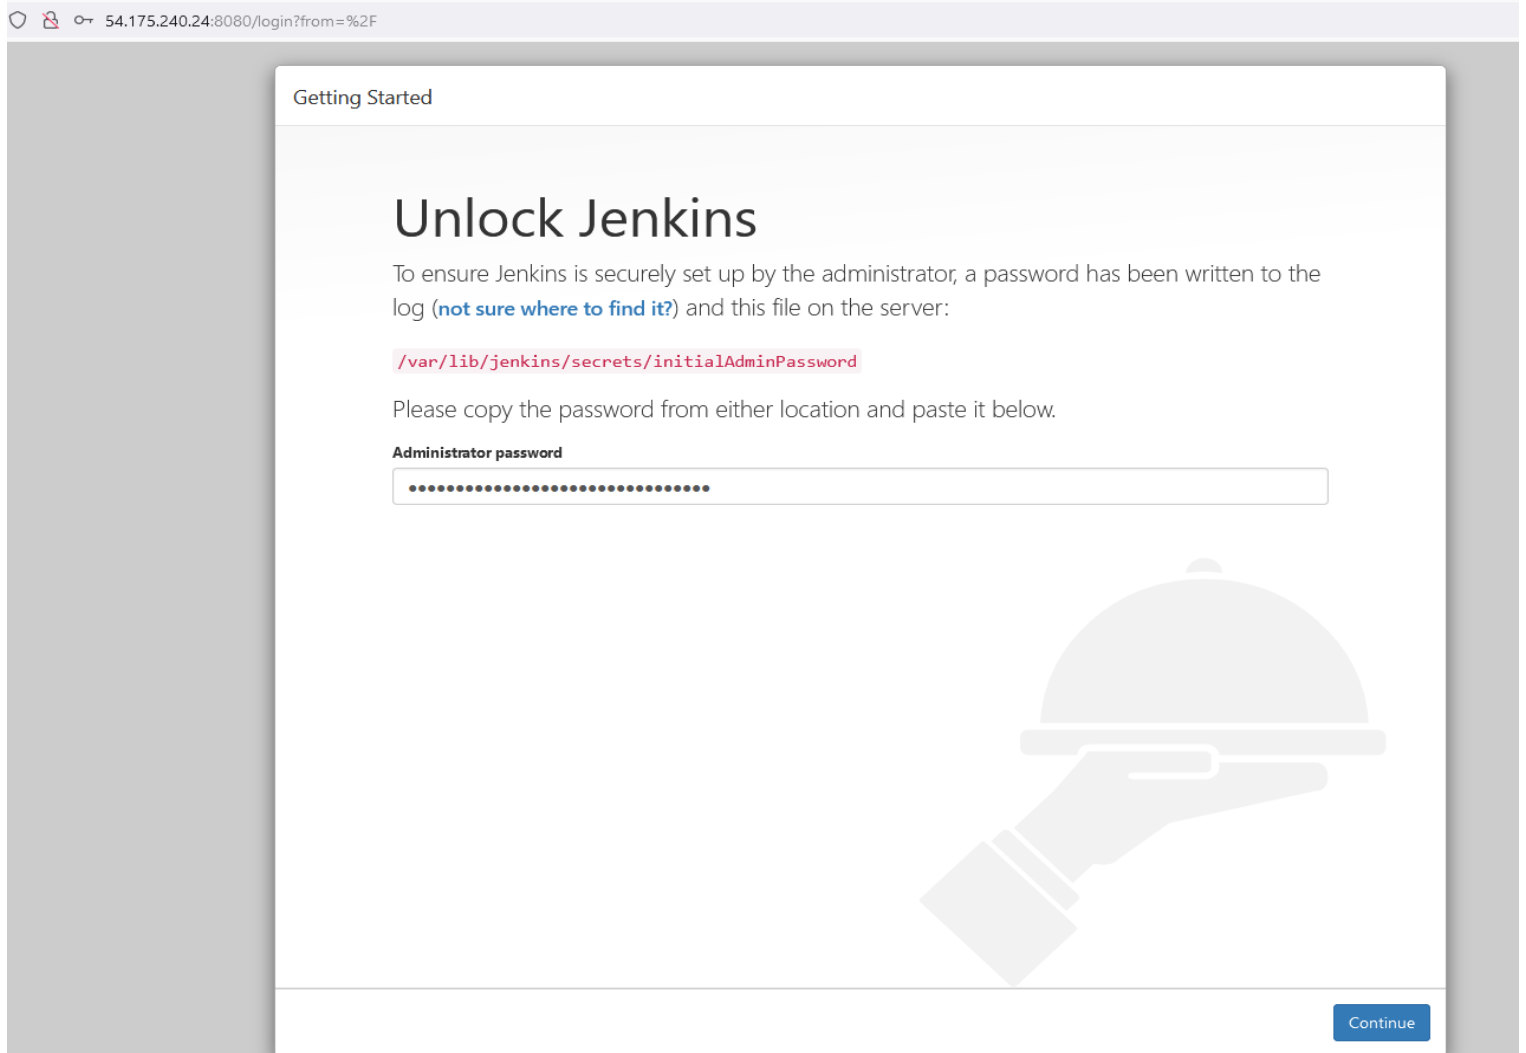 54.175.240.24:8080/login?from=%2F
Getting Started
Unlock Jenkins
To ensure Jenkins is securely set up by the administrator, a password has been written to the
log (not sure where to find it?) and this file on the server:
/var/lib/jenkins/secrets/initialAdminPassword
Please copy the password from either location and paste it below.
Administrator password
••••••••••••••••••••••••••••••••
Continue